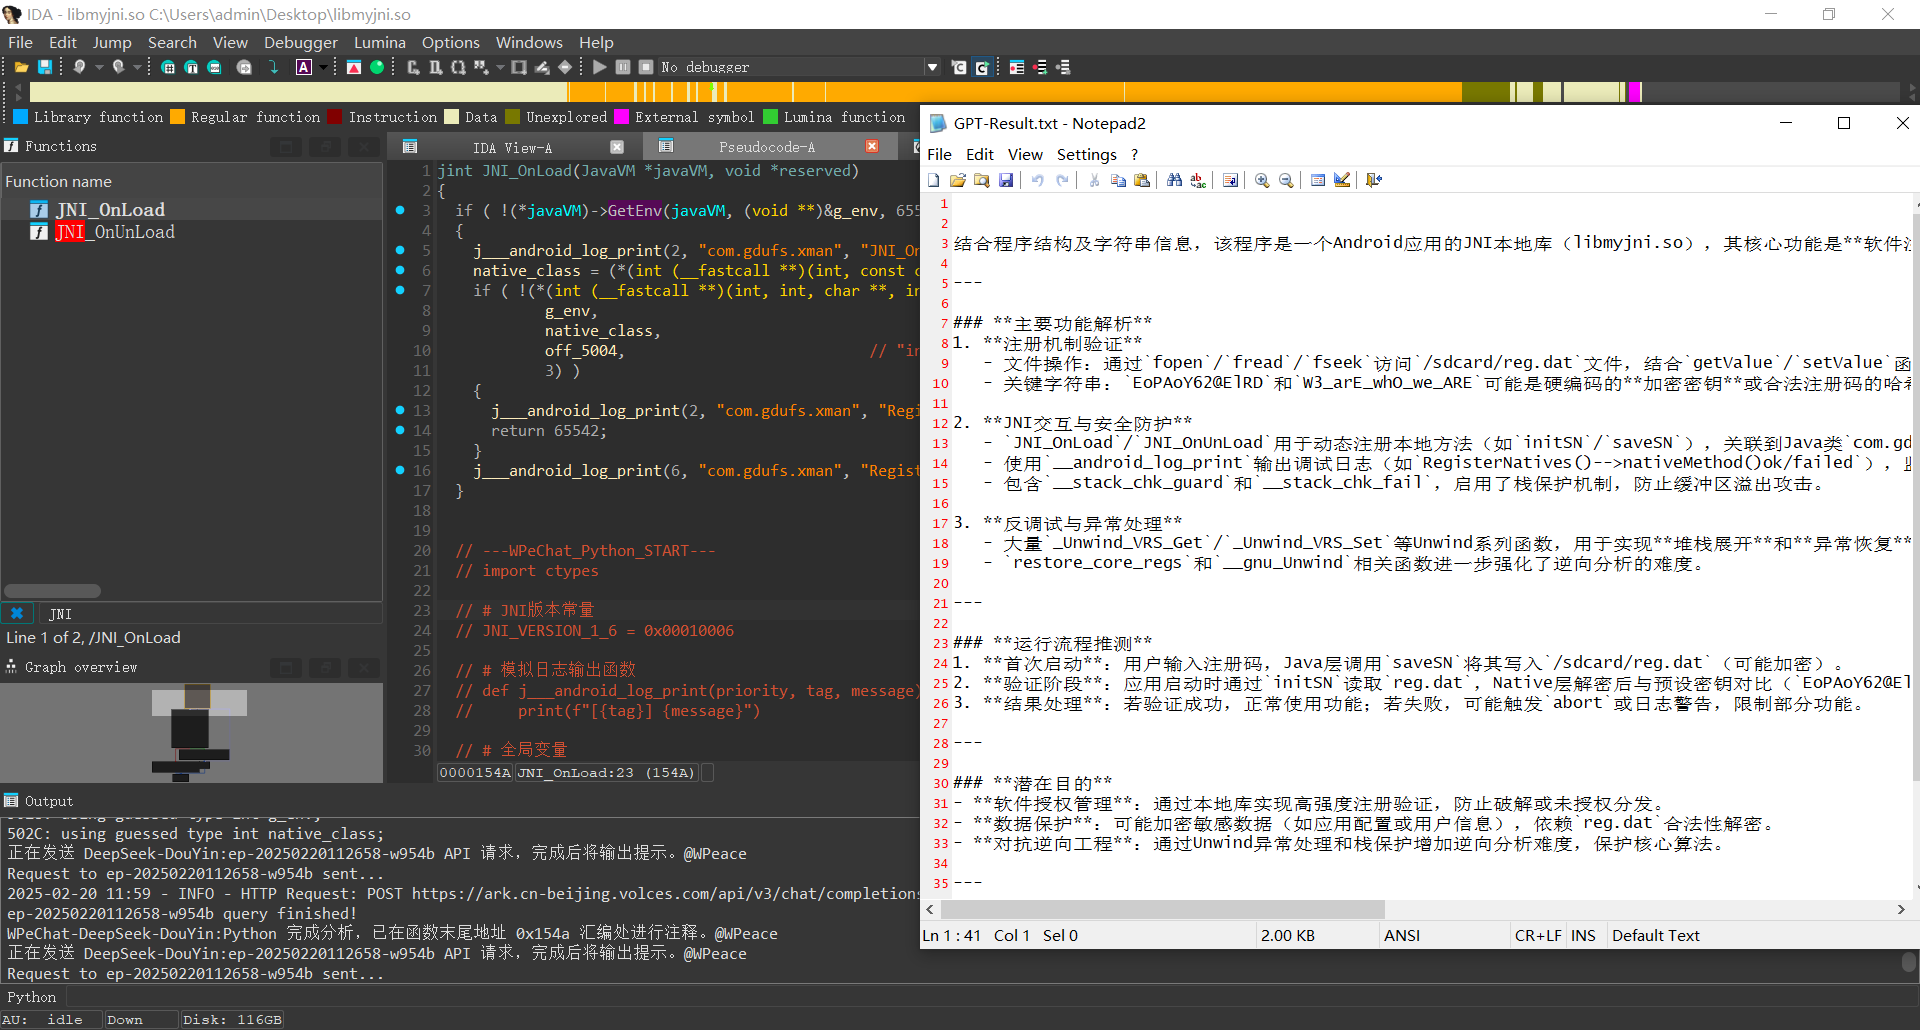 IDA - libmyjni.so C:\Users\admin\Desktop\libmyjni.so
File Edit Jump Search View Debugger Lumina Options Windows Help
No debugger
Library function Regular function Instruction Data Unexplored External symbol Lumina function
Functions
Function name
JNI_OnLoad
JNI_OnUnLoad
JNI
Line 1 of 2, /JNI_OnLoad
Graph overview
IDA View-A Pseudocode-A
1 jint JNI_OnLoad(JavaVM *javaVM, void *reserved)
2 {
3 if ( !(*javaVM)->GetEnv(javaVM, (void **)&g_env, 655
4 {
5 j___android_log_print(2, "com.gdufs.xman", "JNI_On
6 native_class = (*(int (__fastcall **)(int, const c
7 if ( !(*(int (__fastcall **)(int, int, char **, in
8 g_env,
9 native_class,
10 off_5004, // "in
11 3) )
12 {
13 j___android_log_print(2, "com.gdufs.xman", "Regi
14 return 65542;
15 }
16 j___android_log_print(6, "com.gdufs.xman", "Regist
17 }
18
19
20 // ---WPeChat_Python_START---
21 // import ctypes
22
23 // # JNI版本常量
24 // JNI_VERSION_1_6 = 0x00010006
25
26 // # 模拟日志输出函数
27 // def j___android_log_print(priority, tag, message)
28 // print(f"[{tag}] {message}")
29
30 // # 全局变量
0000154A JNI_OnLoad:23 (154A)
Output
502C: using guessed type int native_class;
正在发送 DeepSeek-DouYin:ep-20250220112658-w954b API 请求，完成后将输出提示。@WPeace
Request to ep-20250220112658-w954b sent...
2025-02-20 11:59 - INFO - HTTP Request: POST https://ark.cn-beijing.volces.com/api/v3/chat/completions
ep-20250220112658-w954b query finished!
WPeChat-DeepSeek-DouYin:Python 完成分析，已在函数末尾地址 0x154a 汇编处进行注释。@WPeace
正在发送 DeepSeek-DouYin:ep-20250220112658-w954b API 请求，完成后将输出提示。@WPeace
Request to ep-20250220112658-w954b sent...
Python
AU: idle Down Disk: 116GB
GPT-Result.txt - Notepad2
File Edit View Settings ?
1
2
3 结合程序结构及字符串信息，该程序是一个Android应用的JNI本地库（libmyjni.so），其核心功能是**软件注
4
5 ---
6
7 ### **主要功能解析**
8 1. **注册机制验证**
9 - 文件操作：通过`fopen`/`fread`/`fseek`访问`/sdcard/reg.dat`文件，结合`getValue`/`setValue`函
10 - 关键字符串：`EoPAoY62@ElRD`和`W3_arE_whO_we_ARE`可能是硬编码的**加密密钥**或合法注册码的哈希
11
12 2. **JNI交互与安全防护**
13 - `JNI_OnLoad`/`JNI_OnUnLoad`用于动态注册本地方法（如`initSN`/`saveSN`），关联到Java类`com.gd
14 - 使用`__android_log_print`输出调试日志（如`RegisterNatives()-->nativeMethod()ok/failed`），监
15 - 包含`__stack_chk_guard`和`__stack_chk_fail`，启用了栈保护机制，防止缓冲区溢出攻击。
16
17 3. **反调试与异常处理**
18 - 大量`_Unwind_VRS_Get`/`_Unwind_VRS_Set`等Unwind系列函数，用于实现**堆栈展开**和**异常恢复**
19 - `restore_core_regs`和`__gnu_Unwind`相关函数进一步强化了逆向分析的难度。
20
21 ---
22
23 ### **运行流程推测**
24 1. **首次启动**：用户输入注册码，Java层调用`saveSN`将其写入`/sdcard/reg.dat`（可能加密）。
25 2. **验证阶段**：应用启动时通过`initSN`读取`reg.dat`，Native层解密后与预设密钥对比（`EoPAoY62@El
26 3. **结果处理**：若验证成功，正常使用功能；若失败，可能触发`abort`或日志警告，限制部分功能。
27
28 ---
29
30 ### **潜在目的**
31 - **软件授权管理**：通过本地库实现高强度注册验证，防止破解或未授权分发。
32 - **数据保护**：可能加密敏感数据（如应用配置或用户信息），依赖`reg.dat`合法性解密。
33 - **对抗逆向工程**：通过Unwind异常处理和栈保护增加逆向分析难度，保护核心算法。
34
35 ---
Ln 1 : 41 Col 1 Sel 0 2.00 KB ANSI CR+LF INS Default Text